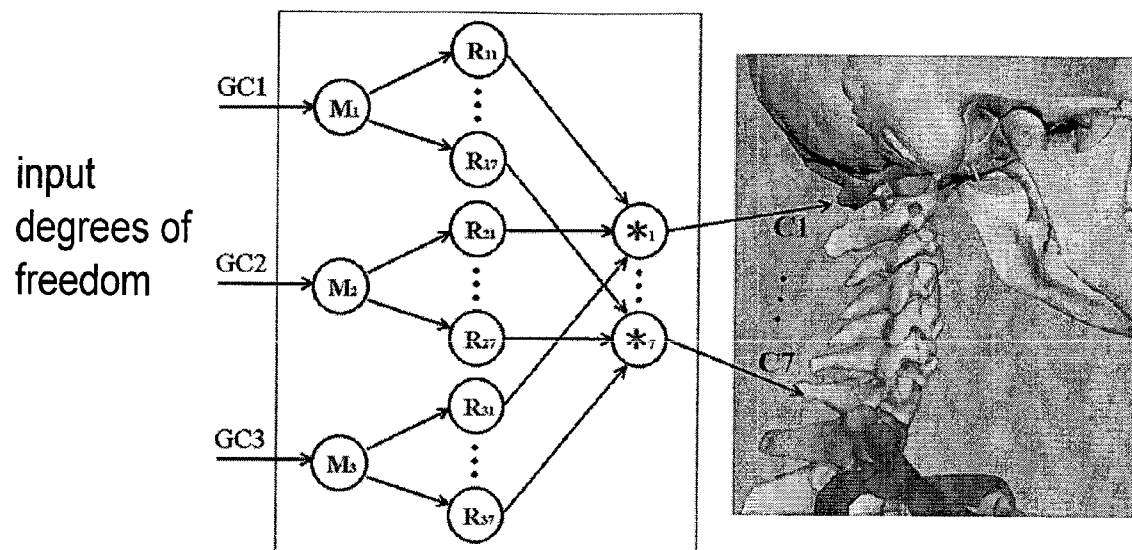 input
degrees of
freedom
GC1
GC2
GC3
M₁
M₂
M₃
R₁₁
R₁₇
R₂₁
R₂₇
R₃₁
R₃₇
*₁
*₇
C1
C7